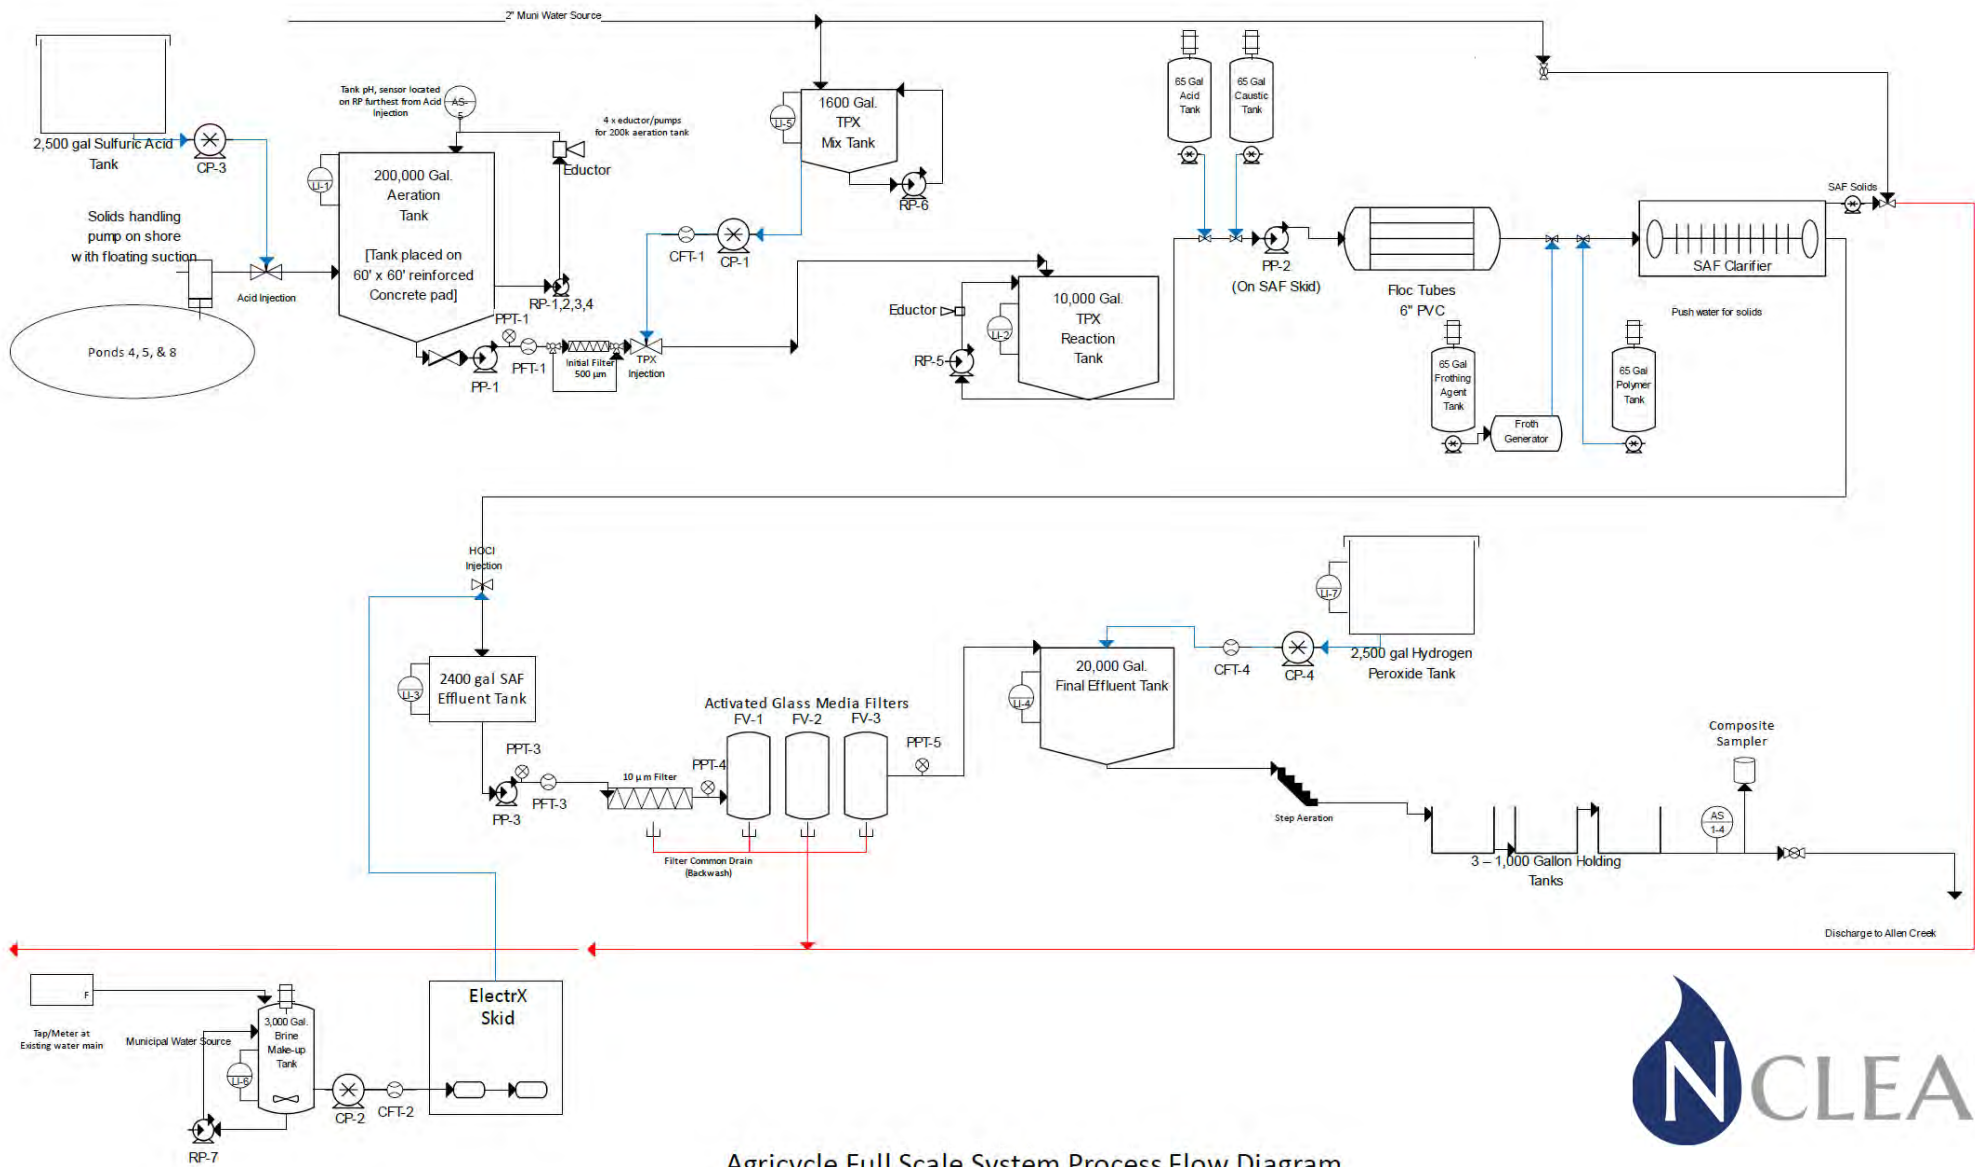 2" Muni Water Source
2,500 gal Sulfuric Acid
Tank
CP-3
Tank pH, sensor located
on RP furthest from Acid
Injection
AS-
5
4 x eductor/pumps
for 200k aeration tank
Eductor
LI-1
200,000 Gal.
Aeration
Tank
[Tank placed on
60' x 60' reinforced
Concrete pad]
RP-1,2,3,4
Solids handling
pump on shore
with floating suction
Acid Injection
Ponds 4, 5, & 8
PPT-1
PP-1
PFT-1
Initial Filter
500 µm
TPX
Injection
LI-5
1600 Gal.
TPX
Mix Tank
RP-6
CFT-1
CP-1
Eductor
RP-5
LI-2
10,000 Gal.
TPX
Reaction
Tank
65 Gal
Acid
Tank
65 Gal
Caustic
Tank
PP-2
(On SAF Skid)
Floc Tubes
6" PVC
65 Gal
Frothing
Agent
Tank
Froth
Generator
65 Gal
Polymer
Tank
SAF Solids
SAF Clarifier
Push water for solids
HOCl
Injection
LI-3
2400 gal SAF
Effluent Tank
PPT-3
PP-3
PFT-3
10 µm Filter
PPT-4
Activated Glass Media Filters
FV-1
FV-2
FV-3
PPT-5
Filter Common Drain
(Backwash)
LI-4
20,000 Gal.
Final Effluent Tank
CFT-4
CP-4
LI-7
2,500 gal Hydrogen
Peroxide Tank
Step Aeration
3 – 1,000 Gallon Holding
Tanks
AS
1-4
Composite
Sampler
Discharge to Allen Creek
F
Tap/Meter at
Existing water main
Municipal Water Source
3,000 Gal.
Brine
Make-up
Tank
LI-6
RP-7
CP-2
CFT-2
ElectrX
Skid
NCLEA
Agricycle Full Scale System Process Flow Diagram